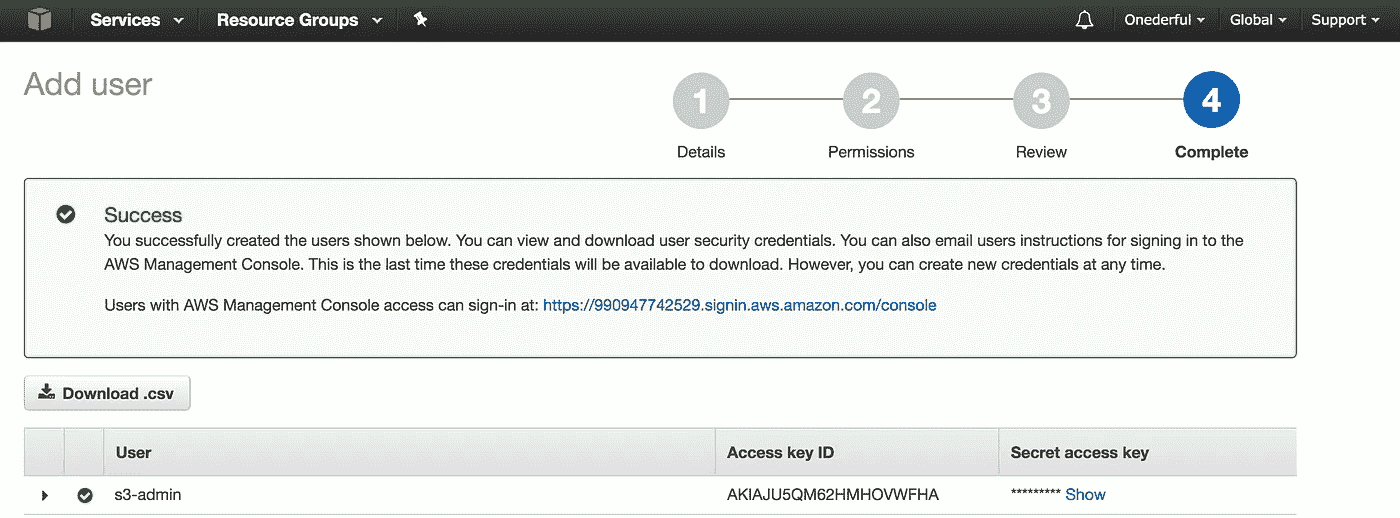 Services Resource Groups Onederful Global Support
Add user
1 2 3 4
Details Permissions Review Complete
Success
You successfully created the users shown below. You can view and download user security credentials. You can also email users instructions for signing in to the
AWS Management Console. This is the last time these credentials will be available to download. However, you can create new credentials at any time.
Users with AWS Management Console access can sign-in at: https://990947742529.signin.aws.amazon.com/console
Download .csv
User Access key ID Secret access key
s3-admin AKIAJU5QM62HMHOVWFHA ********* Show